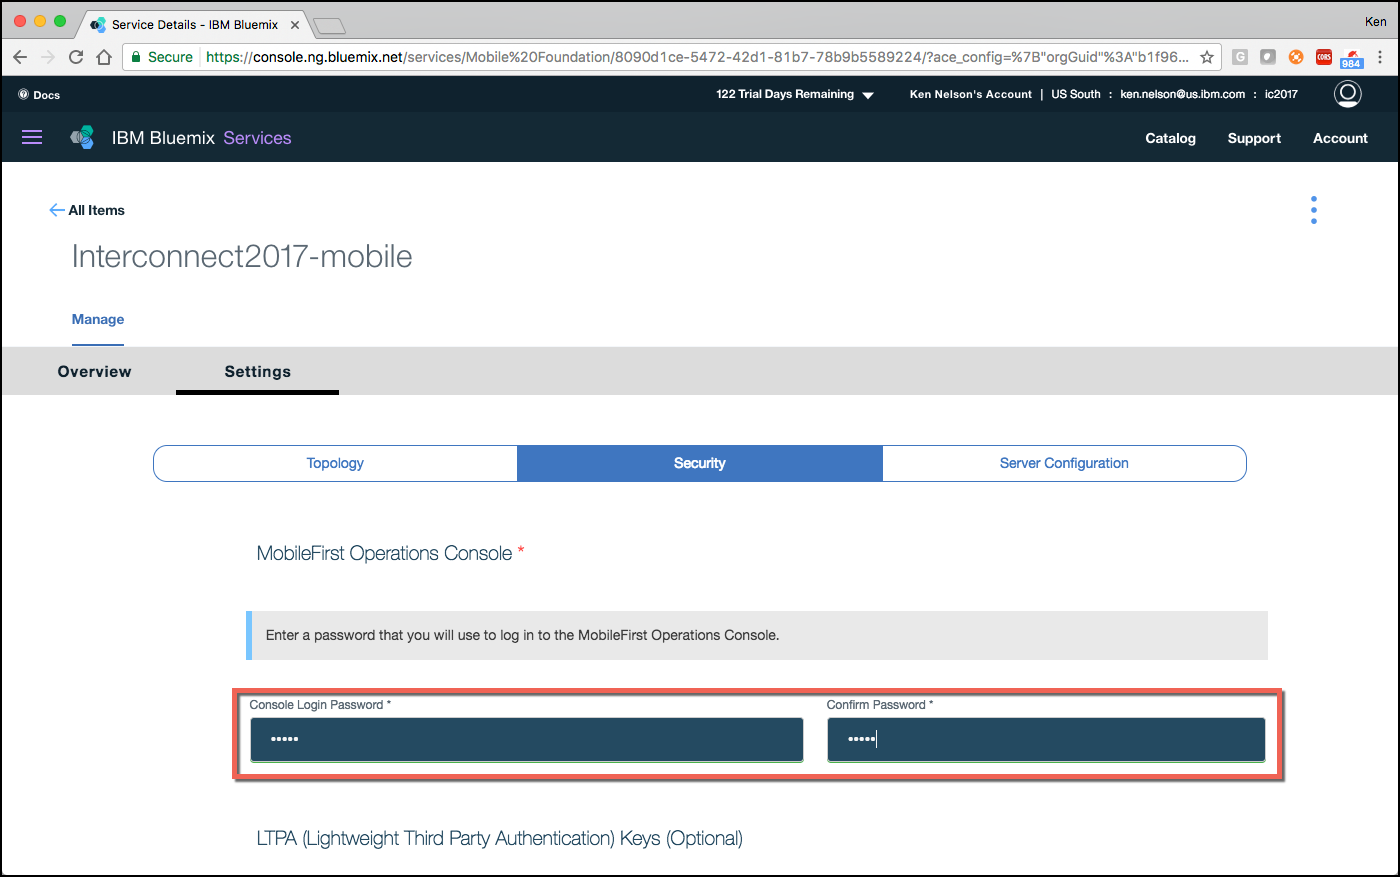 Service Details - IBM Bluemix
Ken
Secure https://console.ng.bluemix.net/services/Mobile%20Foundation/8090d1ce-5472-42d1-81b7-78b9b5589224/?ace_config=%7B"orgGuid"%3A"b1f96...
G
CORS
984
Docs
122 Trial Days Remaining
Ken Nelson's Account | US South : ken.nelson@us.ibm.com : ic2017
IBM Bluemix Services
Catalog Support Account
All Items
Interconnect2017-mobile
Manage
Overview Settings
Topology Security Server Configuration
MobileFirst Operations Console *
Enter a password that you will use to log in to the MobileFirst Operations Console.
Console Login Password * Confirm Password *
••••• •••••
LTPA (Lightweight Third Party Authentication) Keys (Optional)